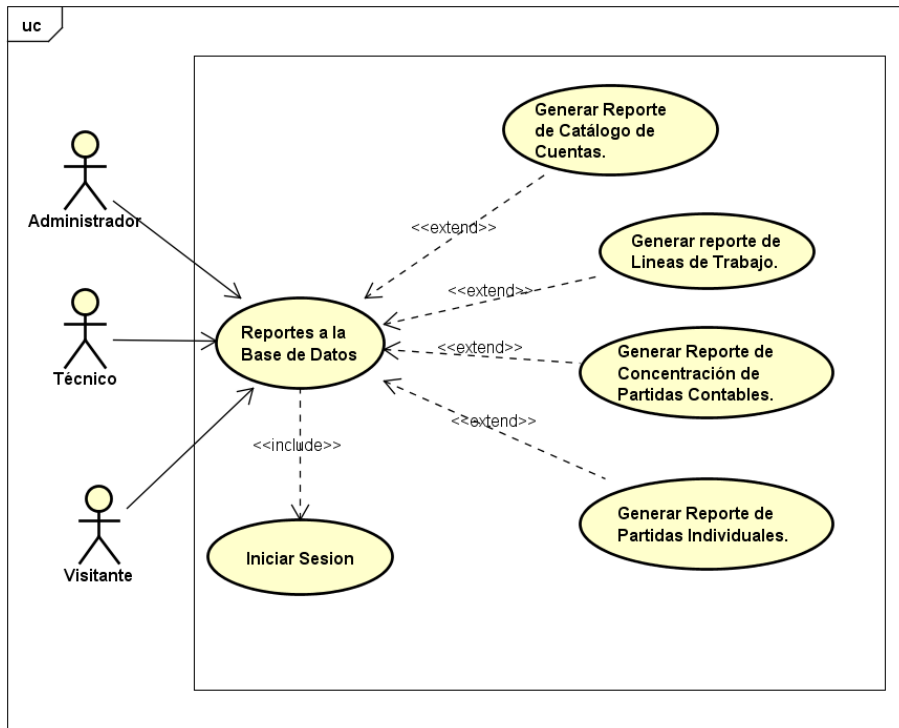 uc
Generar Reporte
de Catálogo de
Cuentas.
Administrador
<<extend>>
Generar reporte de
Lineas de Trabajo.
<<extend>>
Reportes a la
Base de Datos
Técnico
<<extend>>
Generar Reporte de
Concentración de
Partidas Contables.
<<extend>>
<<include>>
Generar Reporte de
Partidas Individuales.
Visitante
Iniciar Sesion